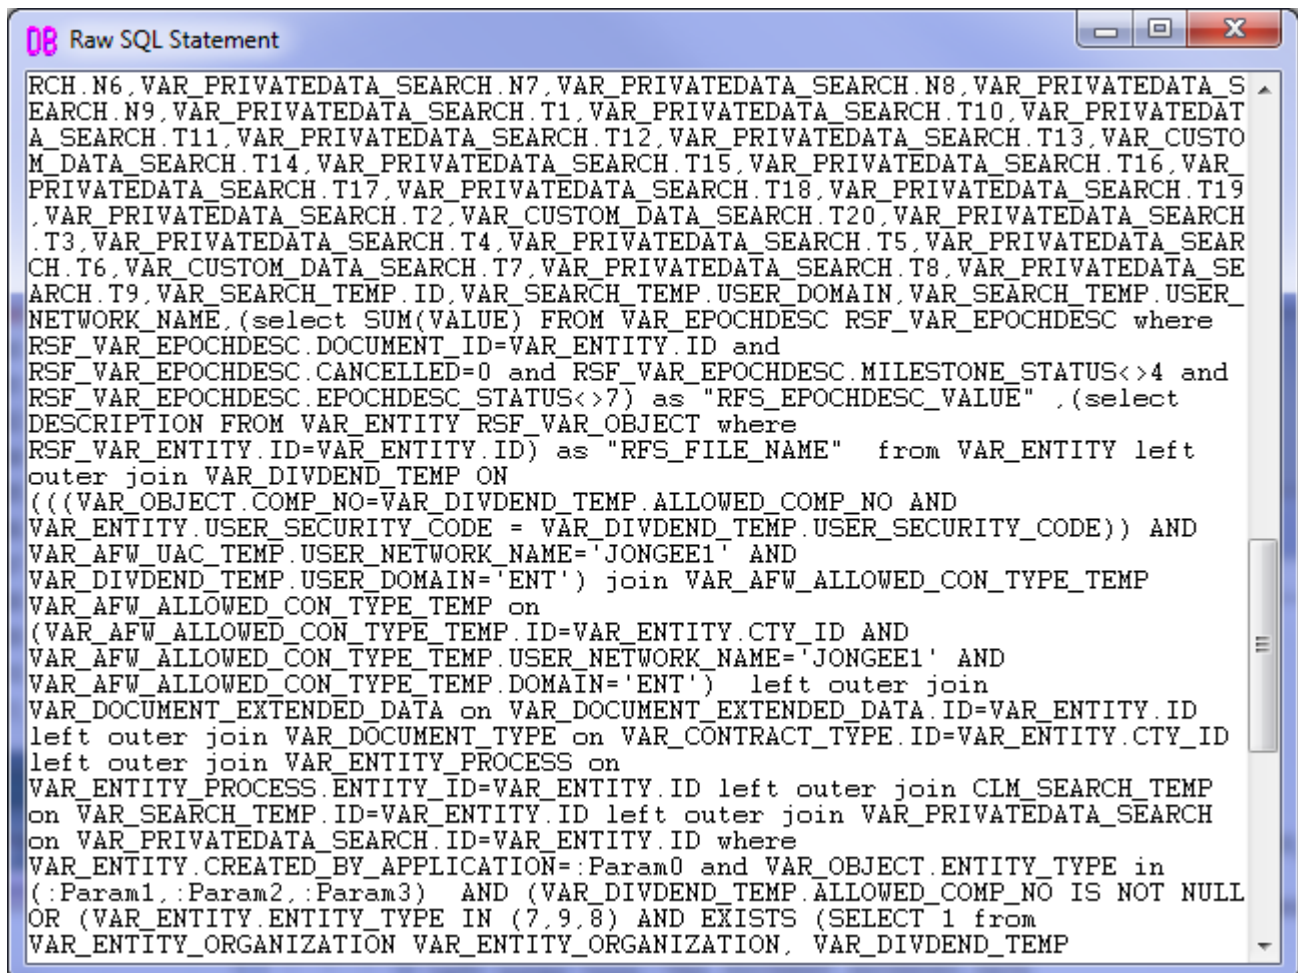 DB Raw SQL Statement
RCH.N6,VAR_PRIVATEDATA_SEARCH.N7,VAR_PRIVATEDATA_SEARCH.N8,VAR_PRIVATEDATA_S
EARCH.N9,VAR_PRIVATEDATA_SEARCH.T1,VAR_PRIVATEDATA_SEARCH.T10,VAR_PRIVATEDAT
A_SEARCH.T11,VAR_PRIVATEDATA_SEARCH.T12,VAR_PRIVATEDATA_SEARCH.T13,VAR_CUSTO
M_DATA_SEARCH.T14,VAR_PRIVATEDATA_SEARCH.T15,VAR_PRIVATEDATA_SEARCH.T16,VAR_
PRIVATEDATA_SEARCH.T17,VAR_PRIVATEDATA_SEARCH.T18,VAR_PRIVATEDATA_SEARCH.T19
,VAR_PRIVATEDATA_SEARCH.T2,VAR_CUSTOM_DATA_SEARCH.T20,VAR_PRIVATEDATA_SEARCH
.T3,VAR_PRIVATEDATA_SEARCH.T4,VAR_PRIVATEDATA_SEARCH.T5,VAR_PRIVATEDATA_SEAR
CH.T6,VAR_CUSTOM_DATA_SEARCH.T7,VAR_PRIVATEDATA_SEARCH.T8,VAR_PRIVATEDATA_SE
ARCH.T9,VAR_SEARCH_TEMP.ID,VAR_SEARCH_TEMP.USER_DOMAIN,VAR_SEARCH_TEMP.USER_
NETWORK_NAME,(select SUM(VALUE) FROM VAR_EPOCHDESC RSF_VAR_EPOCHDESC where
RSF_VAR_EPOCHDESC.DOCUMENT_ID=VAR_ENTITY.ID and
RSF_VAR_EPOCHDESC.CANCELLED=0 and RSF_VAR_EPOCHDESC.MILESTONE_STATUS<>4 and
RSF_VAR_EPOCHDESC.EPOCHDESC_STATUS<>7) as "RFS_EPOCHDESC_VALUE" ,(select
DESCRIPTION FROM VAR_ENTITY RSF_VAR_OBJECT where
RSF_VAR_ENTITY.ID=VAR_ENTITY.ID) as "RFS_FILE_NAME"  from VAR_ENTITY left
outer join VAR_DIVDEND_TEMP ON
(((VAR_OBJECT.COMP_NO=VAR_DIVDEND_TEMP.ALLOWED_COMP_NO AND
VAR_ENTITY.USER_SECURITY_CODE = VAR_DIVDEND_TEMP.USER_SECURITY_CODE)) AND
VAR_AFW_UAC_TEMP.USER_NETWORK_NAME='JONGEE1' AND
VAR_DIVDEND_TEMP.USER_DOMAIN='ENT') join VAR_AFW_ALLOWED_CON_TYPE_TEMP
VAR_AFW_ALLOWED_CON_TYPE_TEMP on
(VAR_AFW_ALLOWED_CON_TYPE_TEMP.ID=VAR_ENTITY.CTY_ID AND
VAR_AFW_ALLOWED_CON_TYPE_TEMP.USER_NETWORK_NAME='JONGEE1' AND
VAR_AFW_ALLOWED_CON_TYPE_TEMP.DOMAIN='ENT')  left outer join
VAR_DOCUMENT_EXTENDED_DATA on VAR_DOCUMENT_EXTENDED_DATA.ID=VAR_ENTITY.ID
left outer join VAR_DOCUMENT_TYPE on VAR_CONTRACT_TYPE.ID=VAR_ENTITY.CTY_ID
left outer join VAR_ENTITY_PROCESS on
VAR_ENTITY_PROCESS.ENTITY_ID=VAR_ENTITY.ID left outer join CLM_SEARCH_TEMP
on VAR_SEARCH_TEMP.ID=VAR_ENTITY.ID left outer join VAR_PRIVATEDATA_SEARCH
on VAR_PRIVATEDATA_SEARCH.ID=VAR_ENTITY.ID where
VAR_ENTITY.CREATED_BY_APPLICATION=:Param0 and VAR_OBJECT.ENTITY_TYPE in
(:Param1,:Param2,:Param3)  AND (VAR_DIVDEND_TEMP.ALLOWED_COMP_NO IS NOT NULL
OR (VAR_ENTITY.ENTITY_TYPE IN (7,9,8) AND EXISTS (SELECT 1 from
VAR_ENTITY_ORGANIZATION VAR_ENTITY_ORGANIZATION, VAR_DIVDEND_TEMP